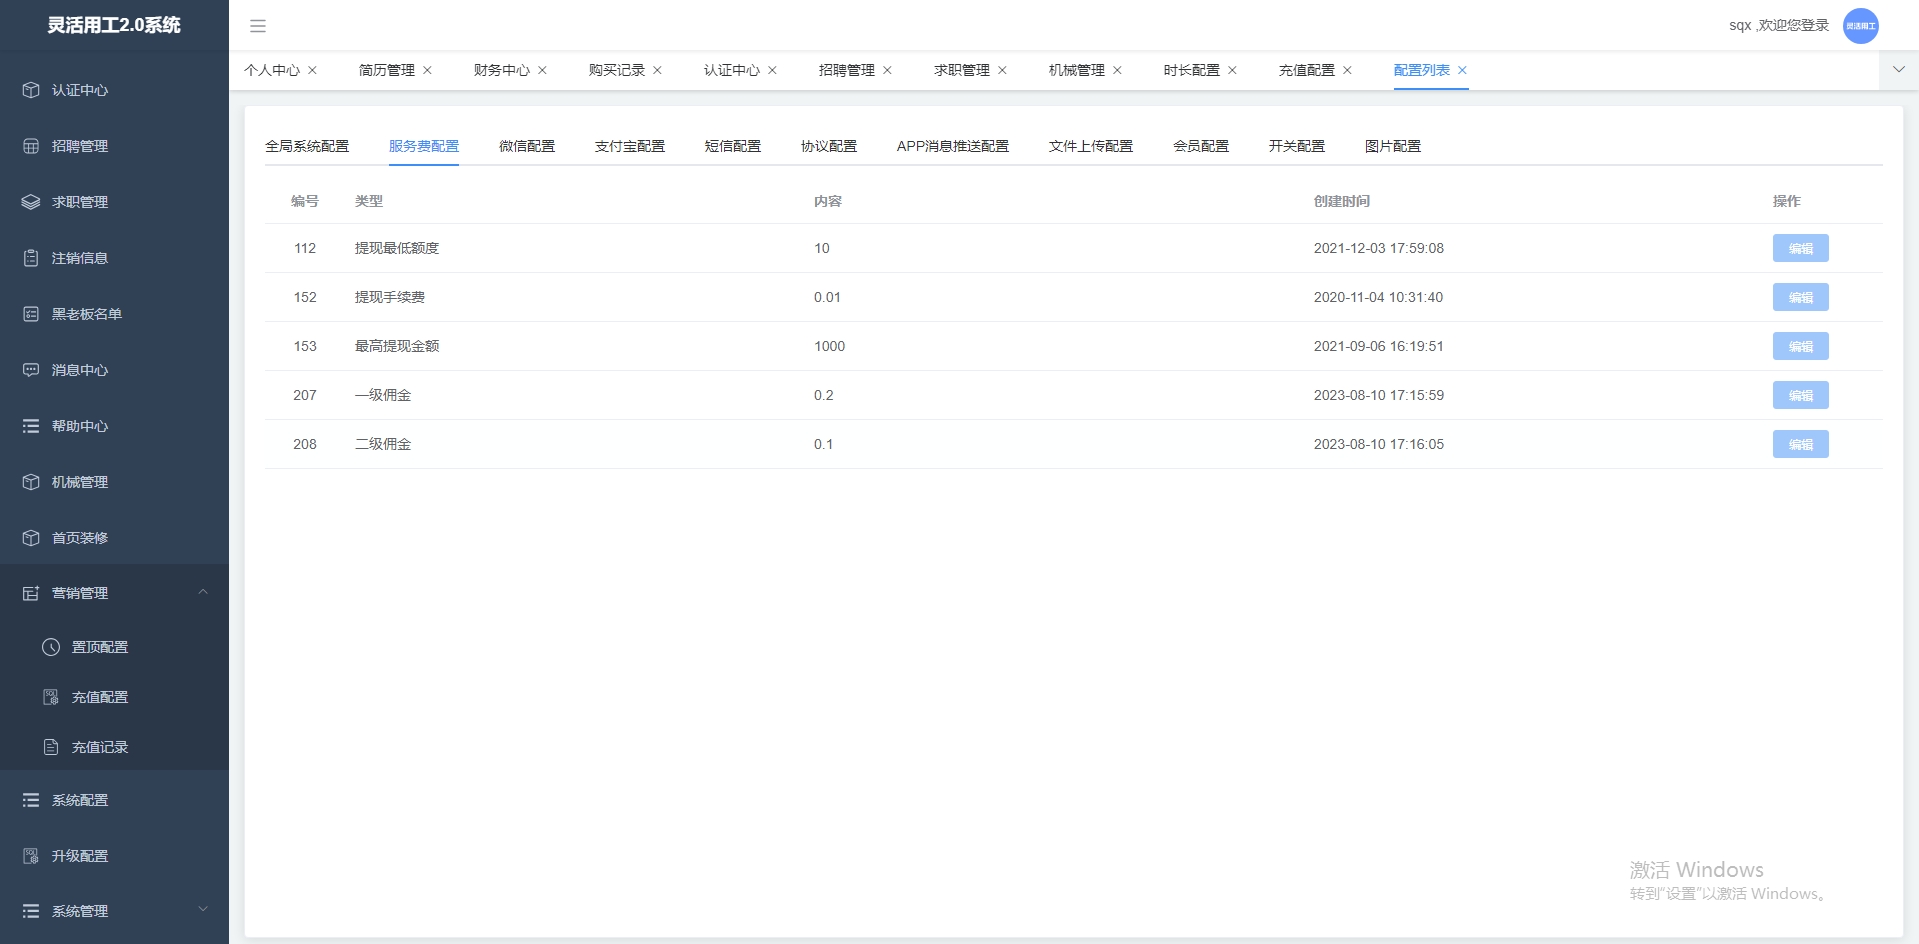 灵活用工2.0系统
sqx ,欢迎您登录
灵活用工
个人中心
简历管理
财务中心
购买记录
认证中心
招聘管理
求职管理
机械管理
时长配置
充值配置
配置列表
认证中心
招聘管理
求职管理
注销信息
黑老板名单
消息中心
帮助中心
机械管理
首页装修
营销管理
置顶配置
充值配置
充值记录
系统配置
升级配置
系统管理
全局系统配置
服务费配置
微信配置
支付宝配置
短信配置
协议配置
APP消息推送配置
文件上传配置
会员配置
开关配置
图片配置
编号 类型 内容 创建时间 操作
112 提现最低额度 10 2021-12-03 17:59:08 编辑
152 提现手续费 0.01 2020-11-04 10:31:40 编辑
153 最高提现金额 1000 2021-09-06 16:19:51 编辑
207 一级佣金 0.2 2023-08-10 17:15:59 编辑
208 二级佣金 0.1 2023-08-10 17:16:05 编辑
激活 Windows
转到“设置”以激活 Windows。